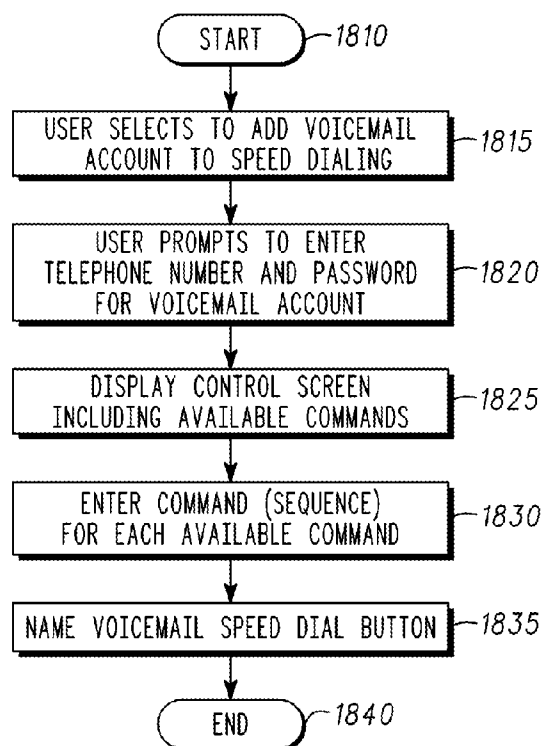 START
1810
USER SELECTS TO ADD VOICEMAIL
ACCOUNT TO SPEED DIALING
1815
USER PROMPTS TO ENTER
TELEPHONE NUMBER AND PASSWORD
FOR VOICEMAIL ACCOUNT
1820
DISPLAY CONTROL SCREEN
INCLUDING AVAILABLE COMMANDS
1825
ENTER COMMAND (SEQUENCE)
FOR EACH AVAILABLE COMMAND
1830
NAME VOICEMAIL SPEED DIAL BUTTON
1835
END
1840